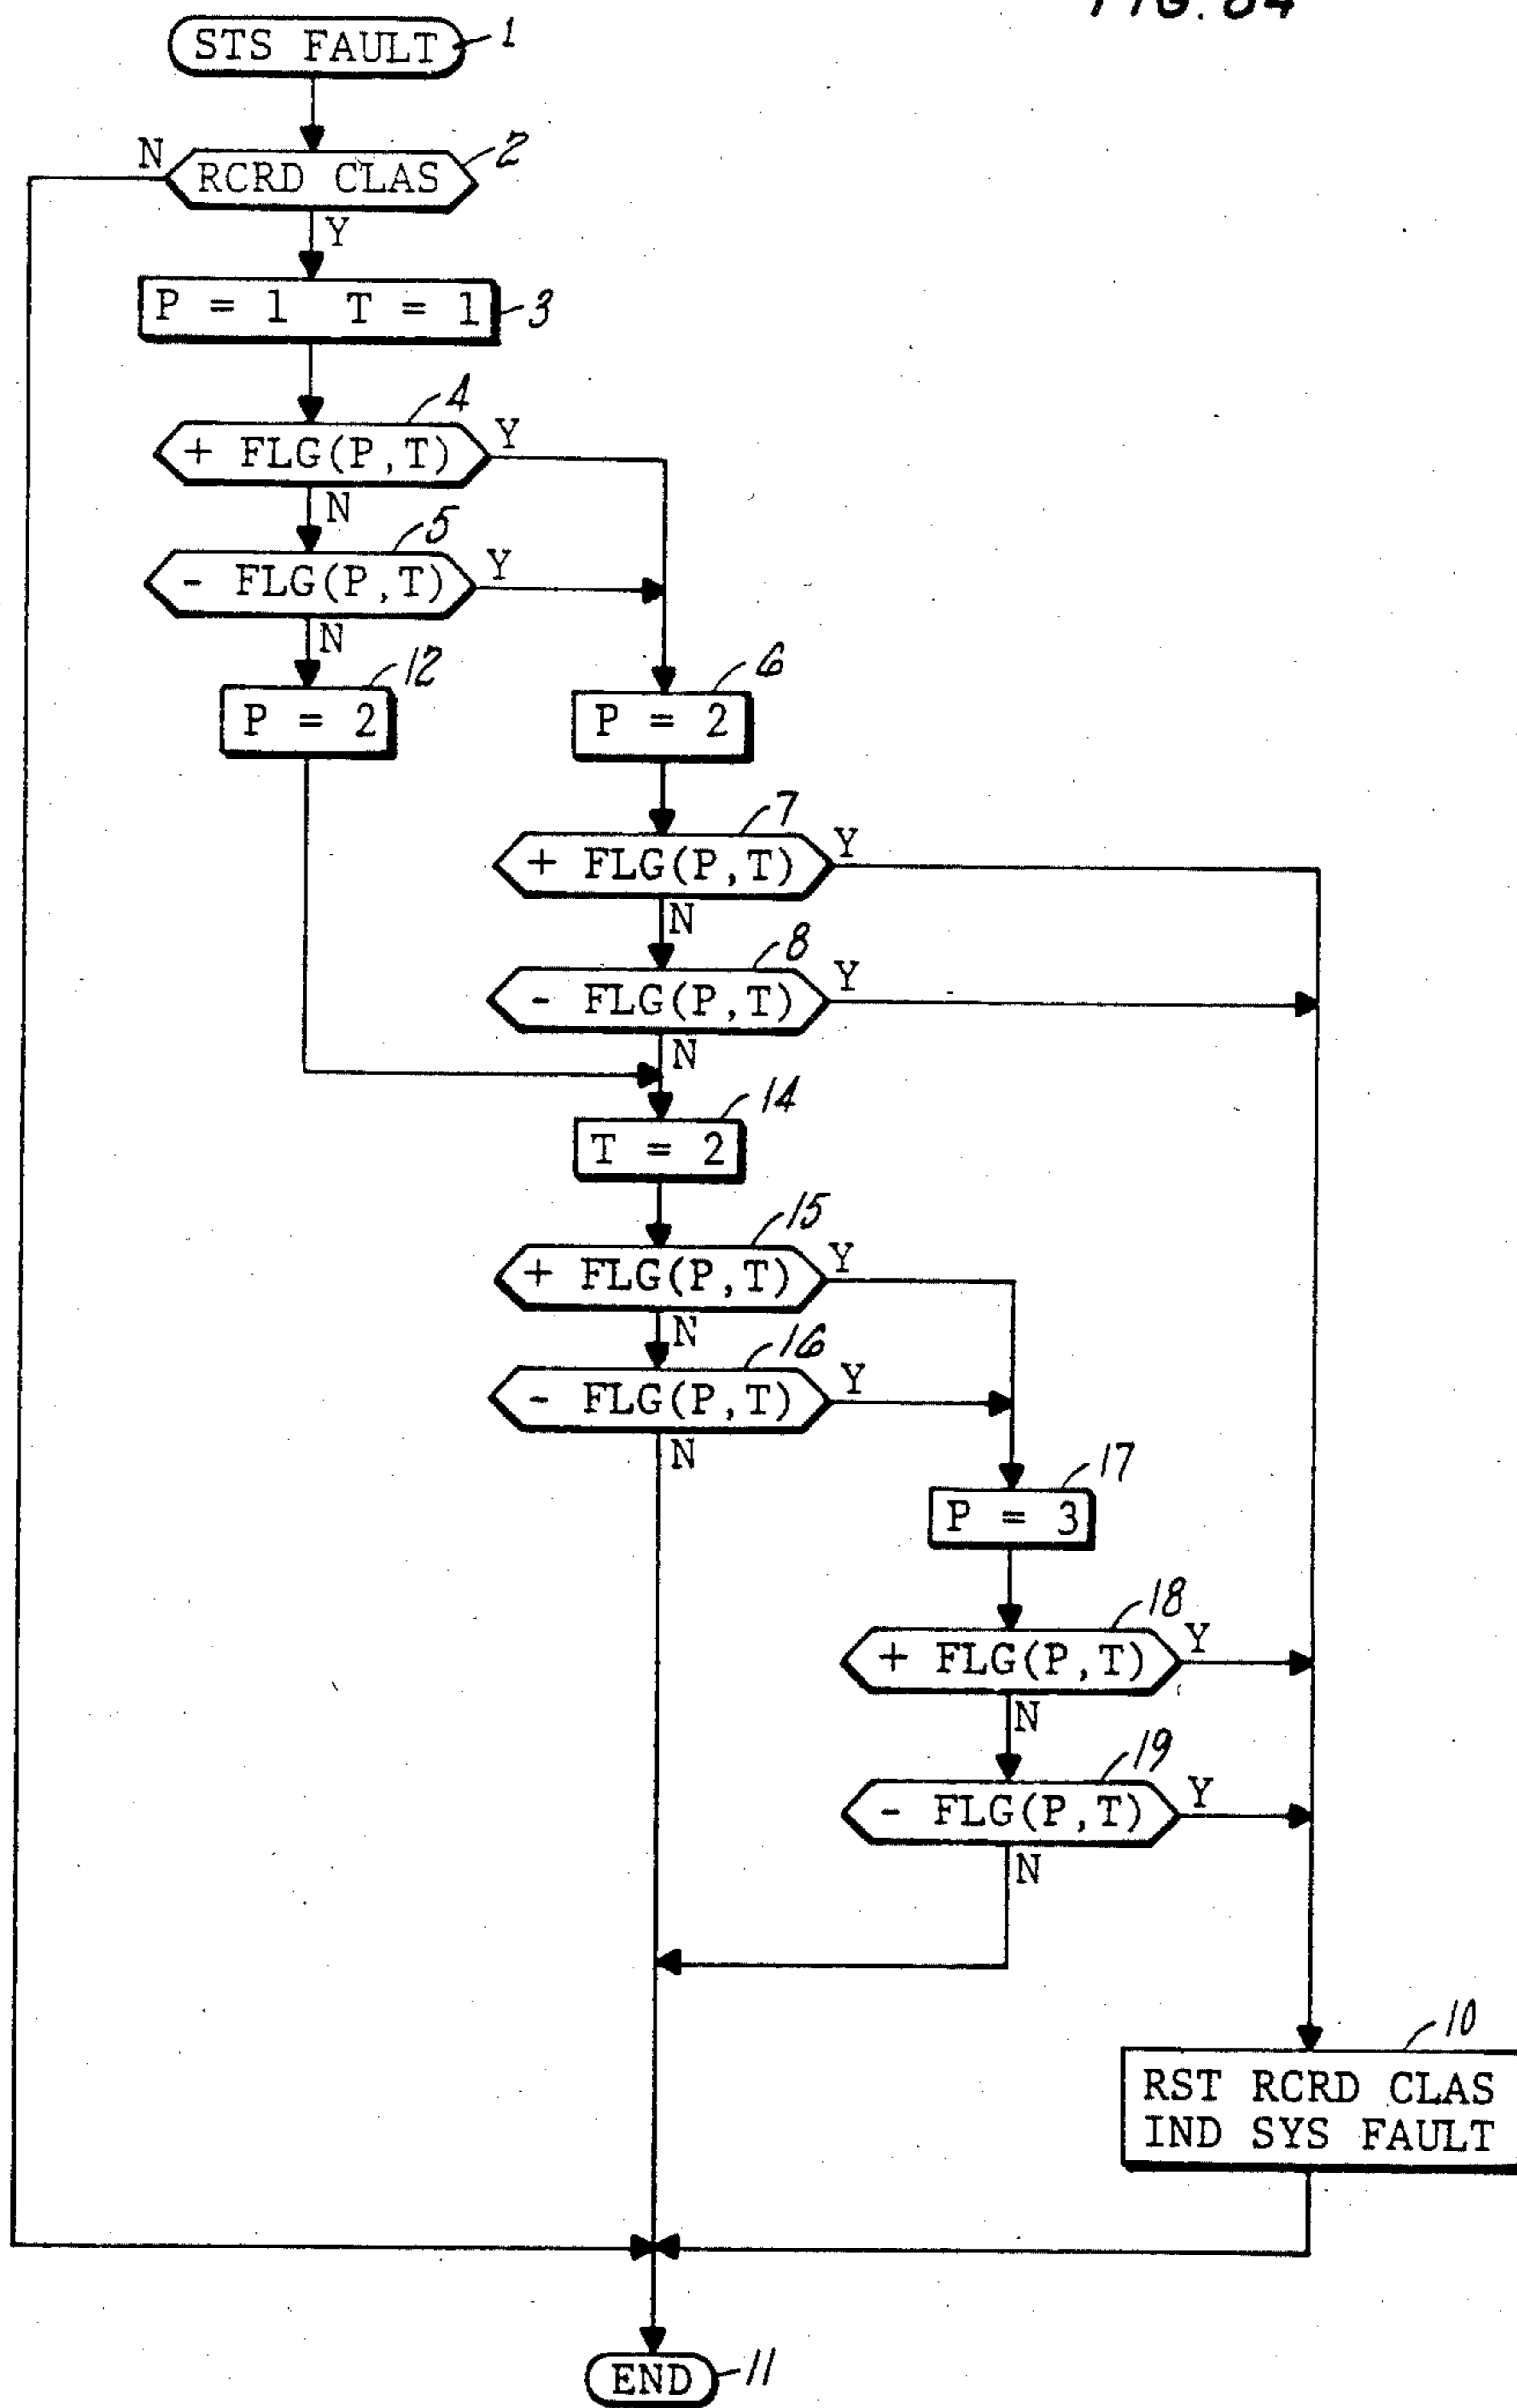 STS FAULT 1
N RCRD CLAS 2
Y
P = 1 T = 1 3
+ FLG(P,T) 4 Y
N
- FLG(P,T) 5 Y
N
P = 2 12
P = 2 6
+ FLG(P,T) 7 Y
N
- FLG(P,T) 8 Y
N
T = 2 14
+ FLG(P,T) 15 Y
N
- FLG(P,T) 16 Y
N
P = 3 17
+ FLG(P,T) 18 Y
N
- FLG(P,T) 19 Y
N
10
RST RCRD CLAS
IND SYS FAULT
END 11